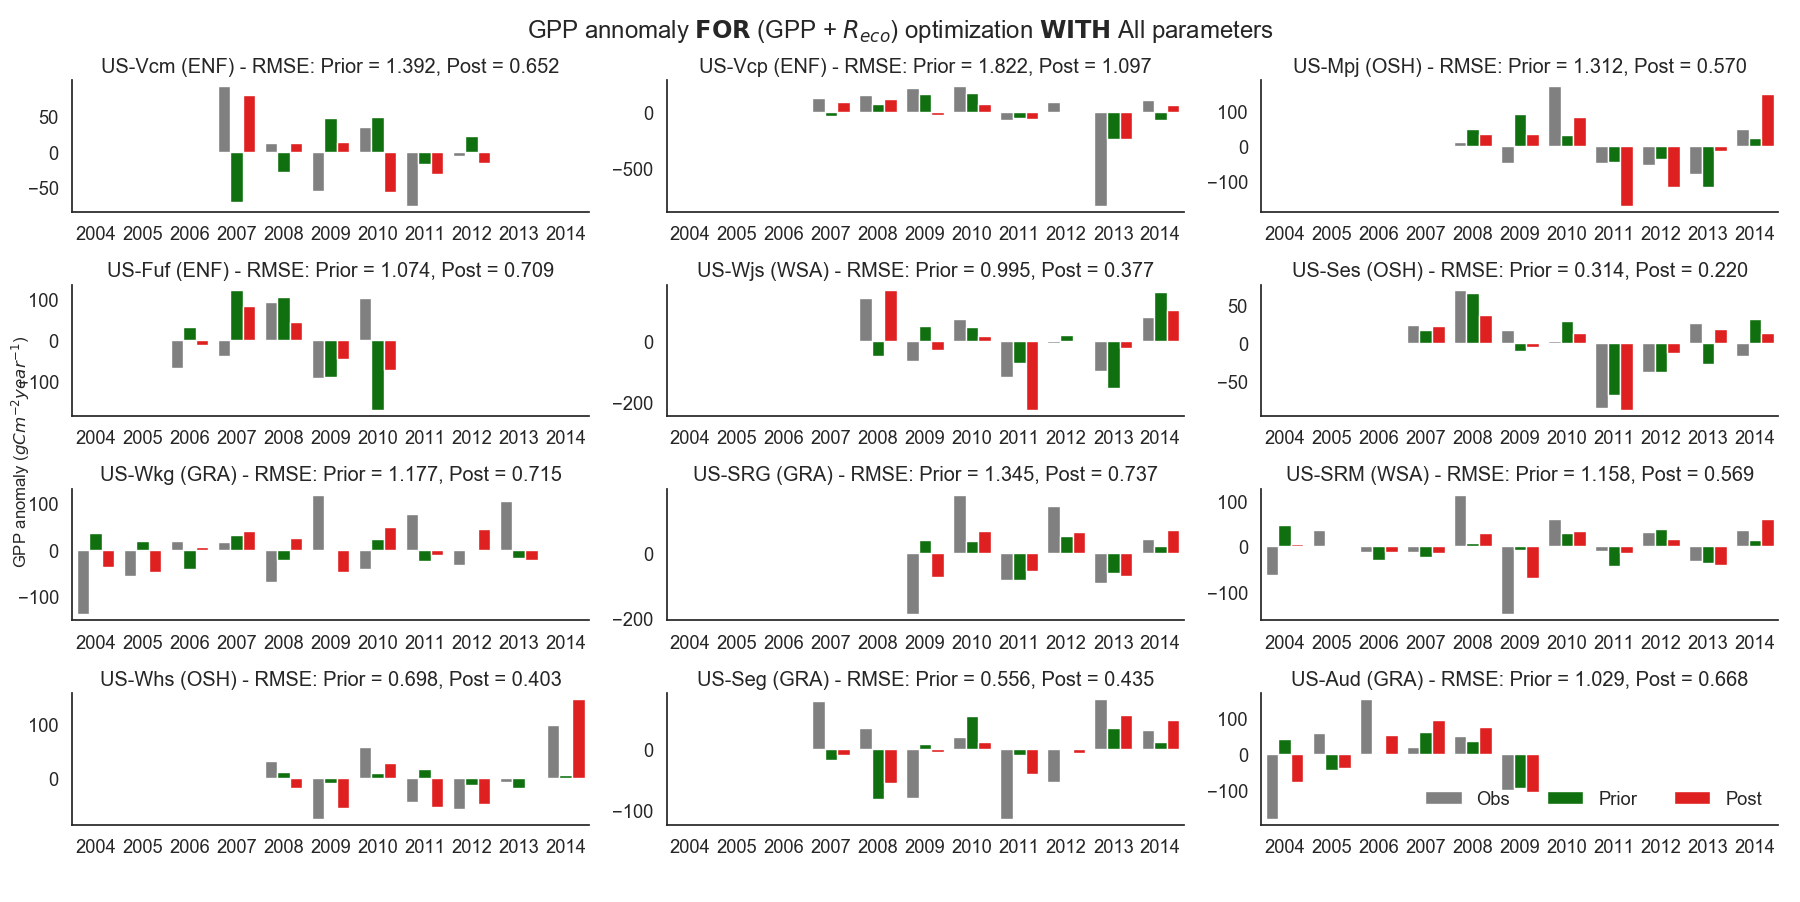 GPP annomaly FOR (GPP + R_eco) optimization WITH All parameters
US-Vcm (ENF) - RMSE: Prior = 1.392, Post = 0.652
50
0
−50
2004 2005 2006 2007 2008 2009 2010 2011 2012 2013 2014
US-Vcp (ENF) - RMSE: Prior = 1.822, Post = 1.097
0
−500
2004 2005 2006 2007 2008 2009 2010 2011 2012 2013 2014
US-Mpj (OSH) - RMSE: Prior = 1.312, Post = 0.570
100
0
−100
2004 2005 2006 2007 2008 2009 2010 2011 2012 2013 2014
GPP anomaly (gCm⁻²year⁻¹)
US-Fuf (ENF) - RMSE: Prior = 1.074, Post = 0.709
100
0
−100
2004 2005 2006 2007 2008 2009 2010 2011 2012 2013 2014
US-Wjs (WSA) - RMSE: Prior = 0.995, Post = 0.377
0
−200
2004 2005 2006 2007 2008 2009 2010 2011 2012 2013 2014
US-Ses (OSH) - RMSE: Prior = 0.314, Post = 0.220
50
0
−50
2004 2005 2006 2007 2008 2009 2010 2011 2012 2013 2014
US-Wkg (GRA) - RMSE: Prior = 1.177, Post = 0.715
100
0
−100
2004 2005 2006 2007 2008 2009 2010 2011 2012 2013 2014
US-SRG (GRA) - RMSE: Prior = 1.345, Post = 0.737
0
−200
2004 2005 2006 2007 2008 2009 2010 2011 2012 2013 2014
US-SRM (WSA) - RMSE: Prior = 1.158, Post = 0.569
100
0
−100
2004 2005 2006 2007 2008 2009 2010 2011 2012 2013 2014
US-Whs (OSH) - RMSE: Prior = 0.698, Post = 0.403
100
0
2004 2005 2006 2007 2008 2009 2010 2011 2012 2013 2014
US-Seg (GRA) - RMSE: Prior = 0.556, Post = 0.435
0
−100
2004 2005 2006 2007 2008 2009 2010 2011 2012 2013 2014
US-Aud (GRA) - RMSE: Prior = 1.029, Post = 0.668
100
0
−100
Obs Prior Post
2004 2005 2006 2007 2008 2009 2010 2011 2012 2013 2014